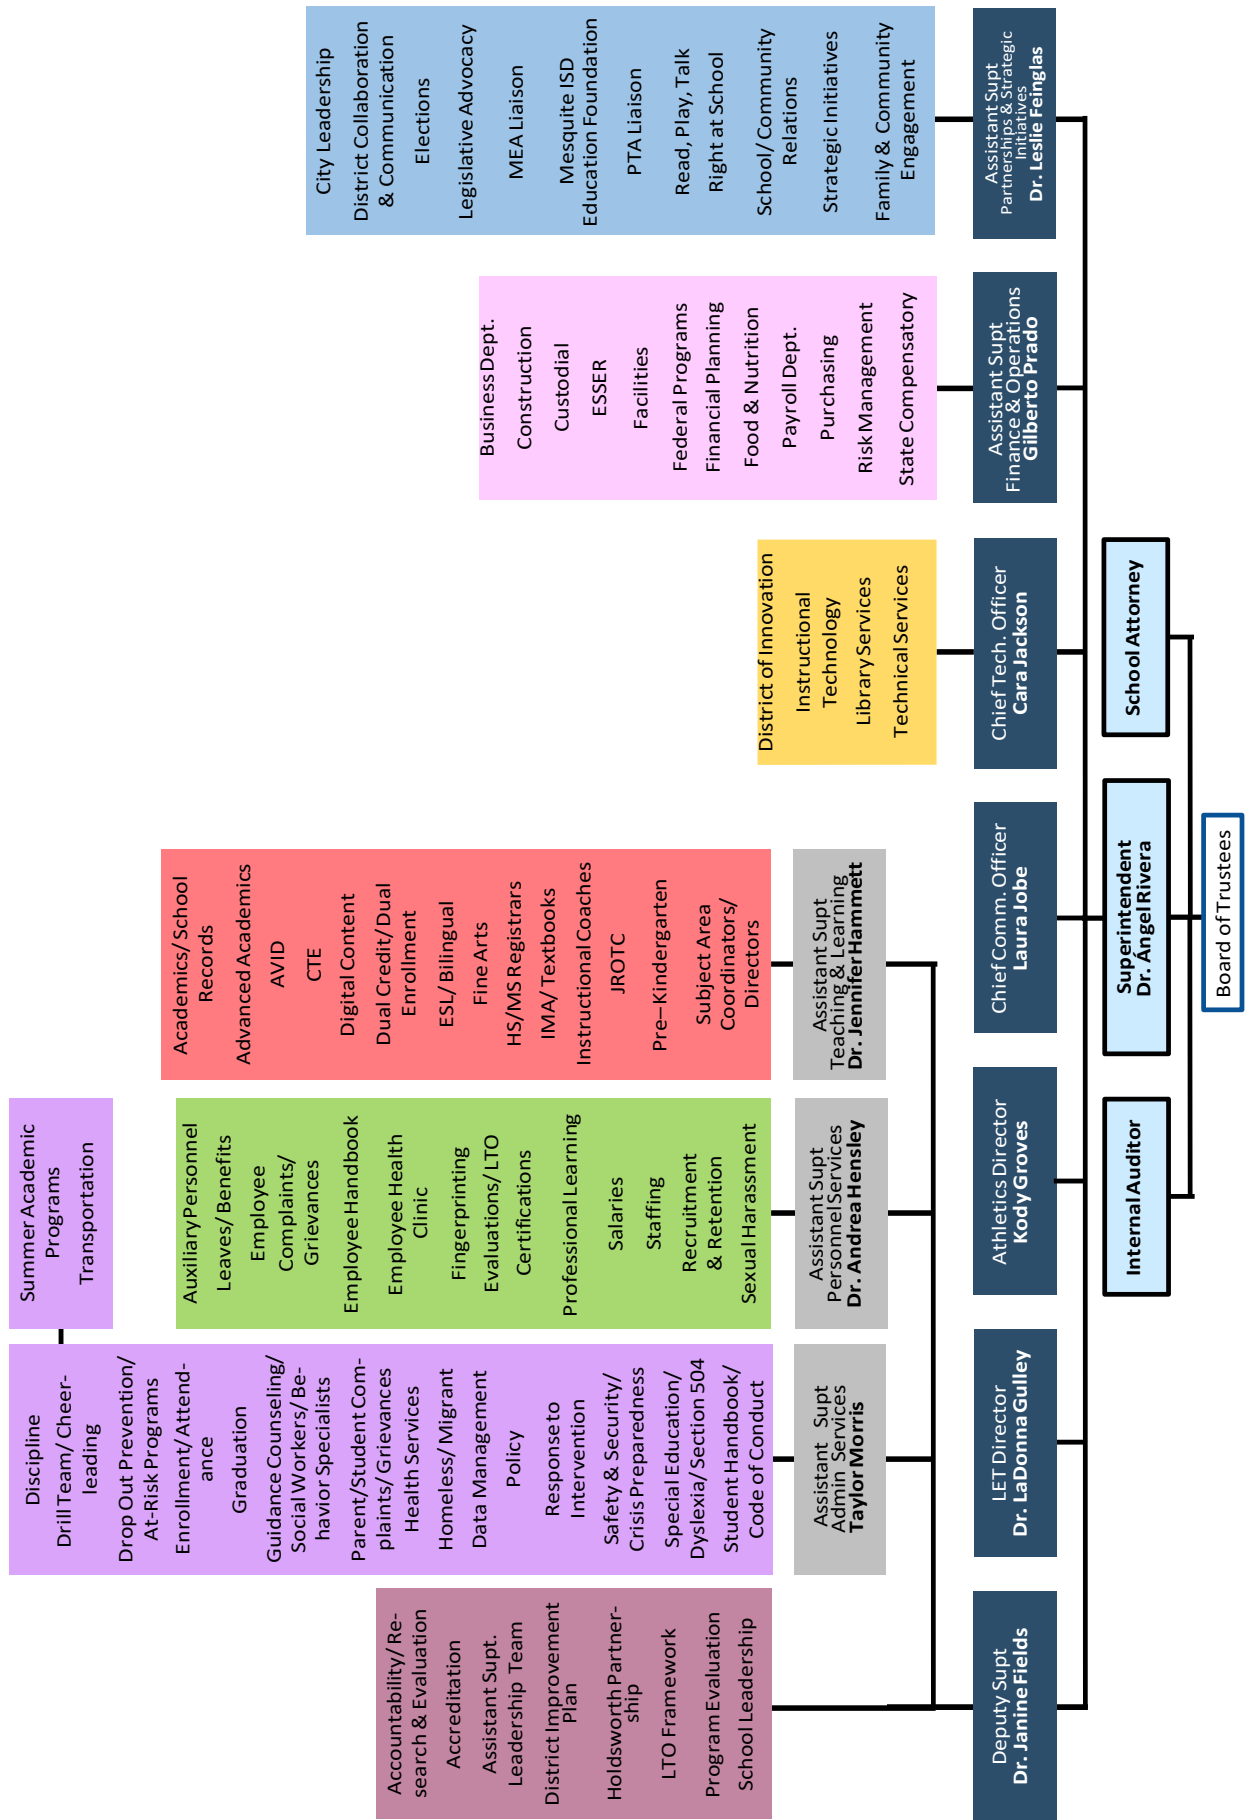 Accountability/Re-
search & Evaluation
Accreditation
Assistant Supt.
Leadership Team
District Improvement
Plan
Holdsworth Partner-
ship
LTO Framework
Program Evaluation
School Leadership
Discipline
Drill Team/ Cheer-
leading
Drop Out Prevention/
At-Risk Programs
Enrollment/Attend-
ance
Graduation
Guidance Counseling/
Social Workers/ Be-
havior Specialists
Parent/Student Com-
plaints/ Grievances
Health Services
Homeless/ Migrant
Data Management
Policy
Response to
Intervention
Safety & Security/
Crisis Preparedness
Special Education/
Dyslexia/ Section 504
Student Handbook/
Code of Conduct
Summer Academic
Programs
Transportation
Auxiliary Personnel
Leaves/ Benefits
Employee
Complaints/
Grievances
Employee Handbook
Employee Health
Clinic
Fingerprinting
Evaluations/ LTO
Certifications
Professional Learning
Salaries
Staffing
Recruitment
& Retention
Sexual Harassment
Academics/ School
Records
Advanced Academics
AVID
CTE
Digital Content
Dual Credit/ Dual
Enrollment
ESL/ Bilingual
Fine Arts
HS/MS Registrars
IMA/ Textbooks
Instructional Coaches
JROTC
Pre–Kindergarten
Subject Area
Coordinators/
Directors
District of Innovation
Instructional
Technology
Library Services
Technical Services
Business Dept.
Construction
Custodial
ESSER
Facilities
Federal Programs
Financial Planning
Food & Nutrition
Payroll Dept.
Purchasing
Risk Management
State Compensatory
City Leadership
District Collaboration
& Communication
Elections
Legislative Advocacy
MEA Liaison
Mesquite ISD
Education Foundation
PTA Liaison
Read, Play, Talk
Right at School
School/ Community
Relations
Strategic Initiatives
Family & Community
Engagement
Assistant Supt
Admin Services
Taylor Morris
Assistant Supt
Personnel Services
Dr. Andrea Hensley
Assistant Supt
Teaching & Learning
Dr. Jennifer Hammett
Deputy Supt
Dr. Janine Fields
LET Director
Dr. LaDonna Gulley
Athletics Director
Kody Groves
Chief Comm. Officer
Laura Jobe
Chief Tech. Officer
Cara Jackson
Assistant Supt
Finance & Operations
Gilberto Prado
Assistant Supt
Partnerships & Strategic
Initiatives
Dr. Leslie Feinglas
Internal Auditor
Superintendent
Dr. Ángel Rivera
School Attorney
Board of Trustees